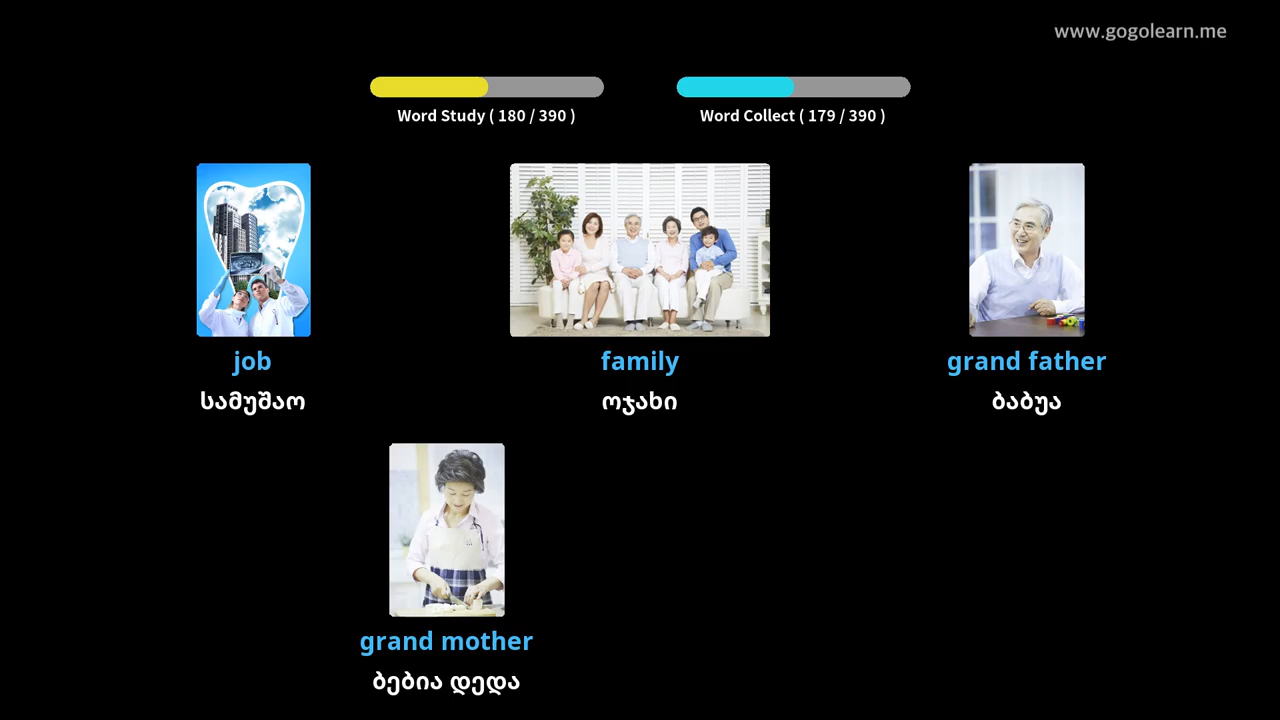 www.gogolearn.me
Word Study ( 180 / 390 )
Word Collect ( 179 / 390 )
job
family
grand father
სამუშაო
ოჯახი
ბაბუა
grand mother
ბებია დედა